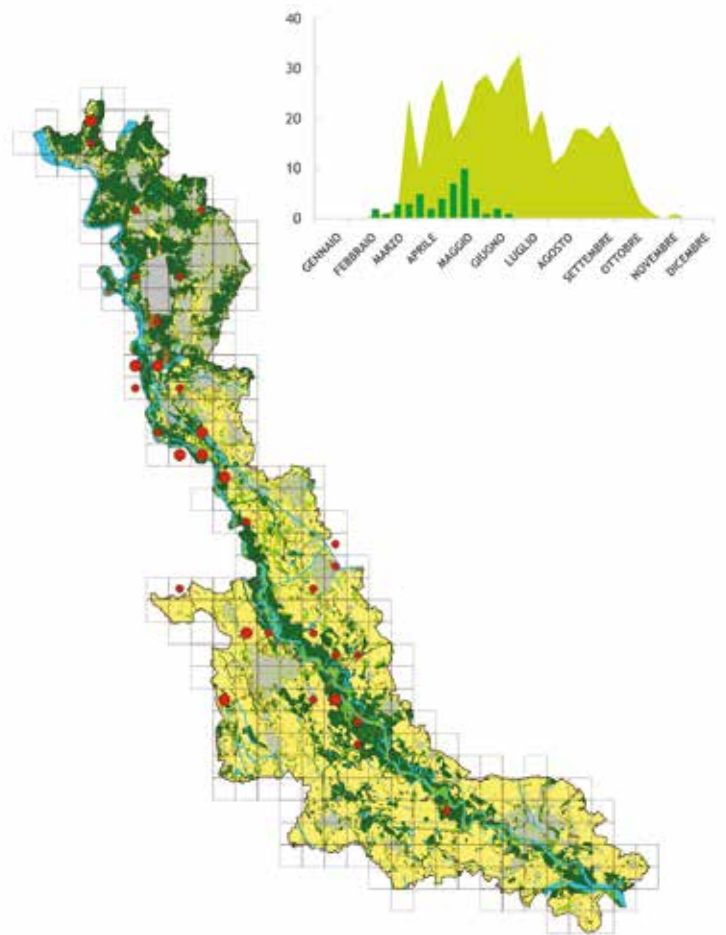 40
30
20
10
0
GENNAIO
FEBBRAIO
MARZO
APRILE
MAGGIO
GIUGNO
LUGLIO
AGOSTO
SETTEMBRE
OTTOBRE
NOVEMBRE
DICEMBRE